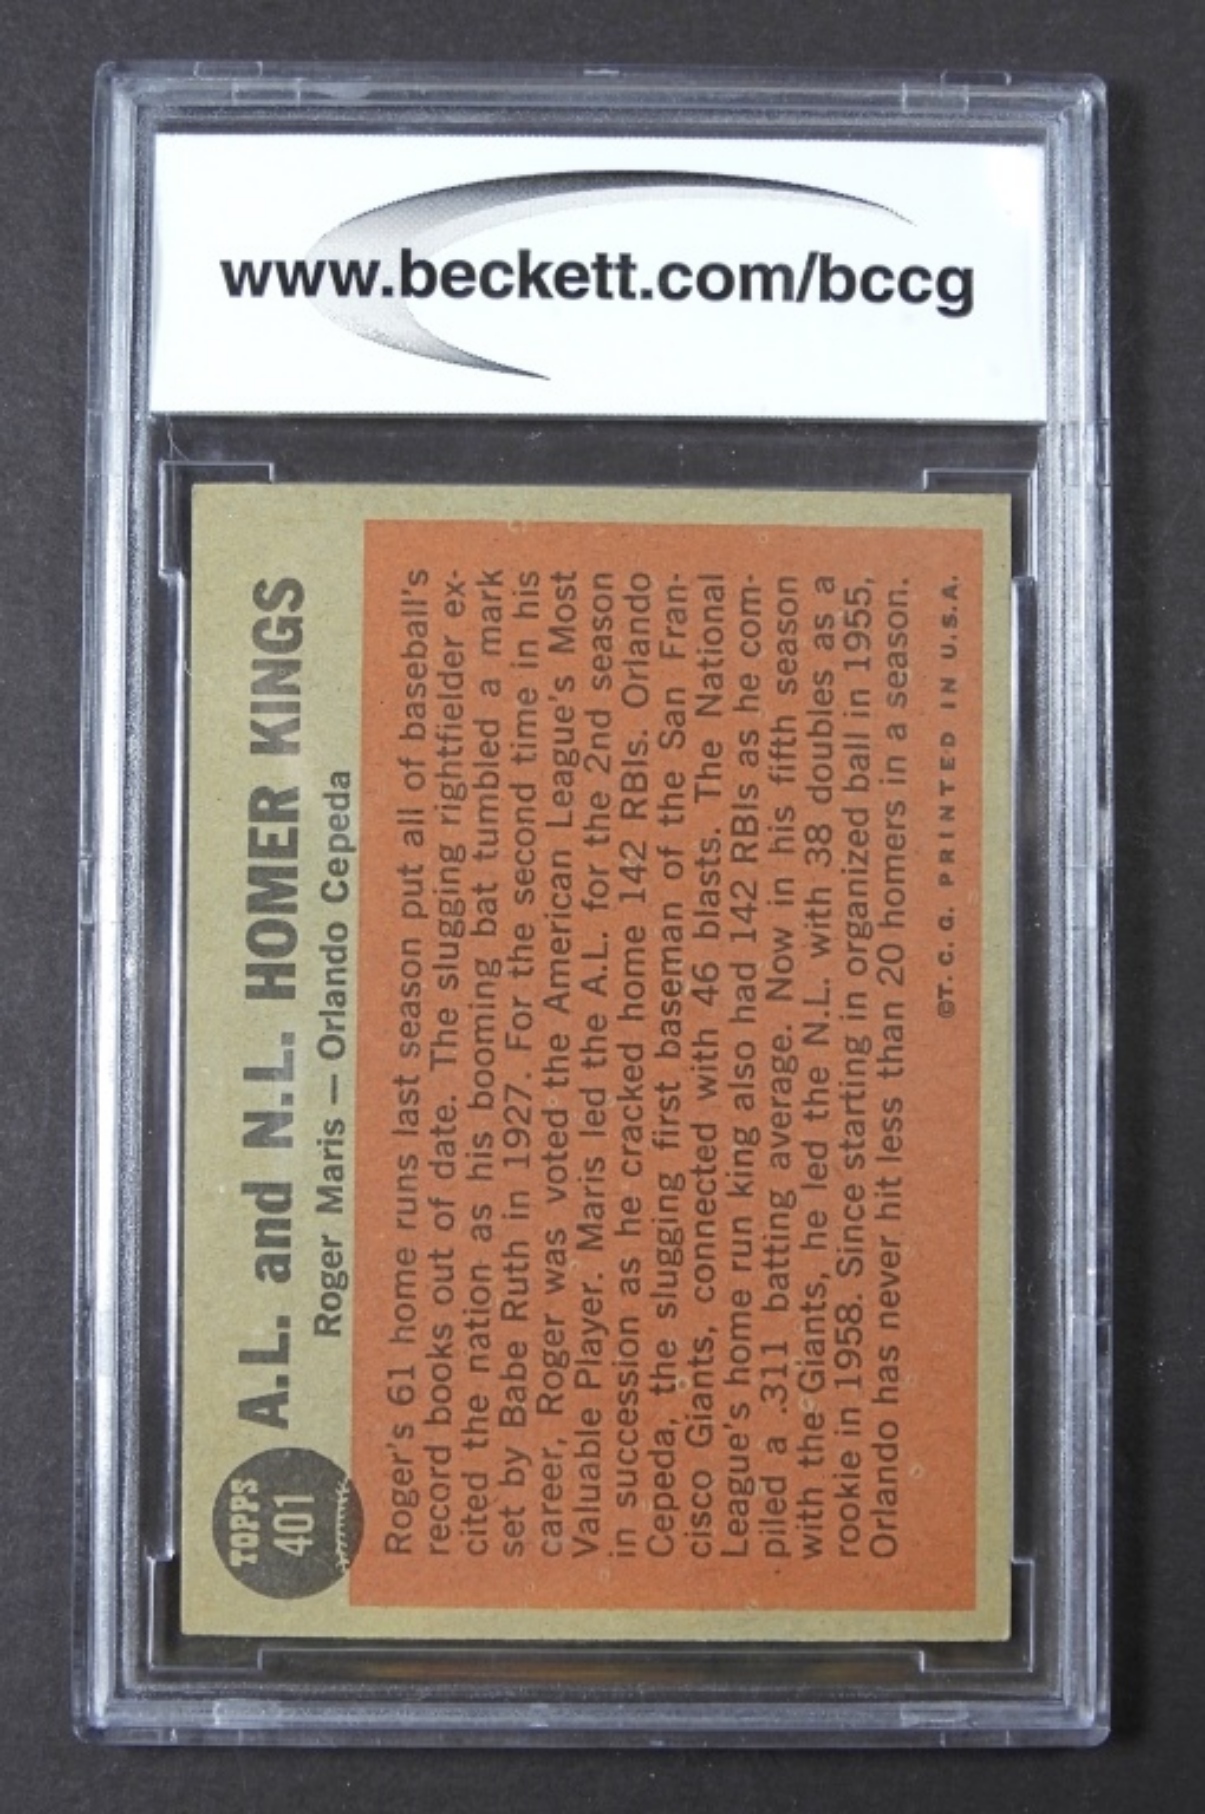 www.beckett.com/bccg
TOPPS
401
A.L. and N.L. HOMER KINGS
Roger Maris — Orlando Cepeda
Roger's 61 home runs last season put all of baseball's
record books out of date. The slugging rightfielder ex-
cited the nation as his booming bat tumbled a mark
set by Babe Ruth in 1927. For the second time in his
career, Roger was voted the American League's Most
Valuable Player. Maris led the A.L. for the 2nd season
in succession as he cracked home 142 RBIs. Orlando
Cepeda, the slugging first baseman of the San Fran-
cisco Giants, connected with 46 blasts. The National
League's home run king also had 142 RBIs as he com-
piled a .311 batting average. Now in his fifth season
with the Giants, he led the N.L. with 38 doubles as a
rookie in 1958. Since starting in organized ball in 1955,
Orlando has never hit less than 20 homers in a season.
©T. C. G. PRINTED IN U.S.A.